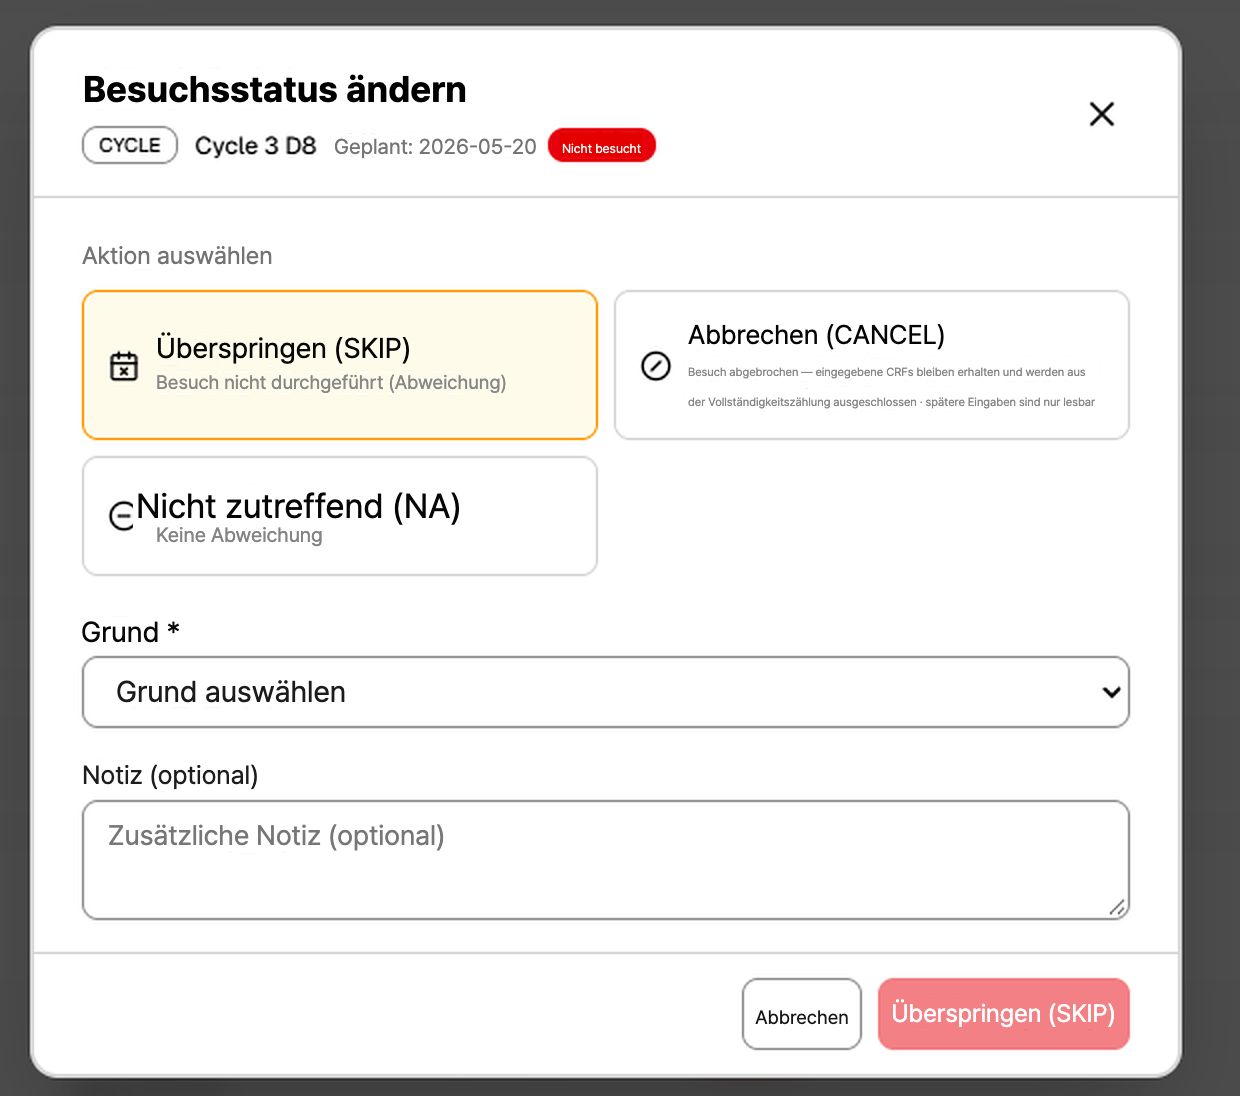 Besuchsstatus ändern
CYCLE Cycle 3 D8 Geplant: 2026-05-20 Nicht besucht
Aktion auswählen
Überspringen (SKIP)
Besuch nicht durchgeführt (Abweichung)
Abbrechen (CANCEL)
Besuch abgebrochen — eingegebene CRFs bleiben erhalten und werden aus
der Vollständigkeitszählung ausgeschlossen · spätere Eingaben sind nur lesbar
Nicht zutreffend (NA)
Keine Abweichung
Grund *
Grund auswählen
Notiz (optional)
Zusätzliche Notiz (optional)
Abbrechen Überspringen (SKIP)